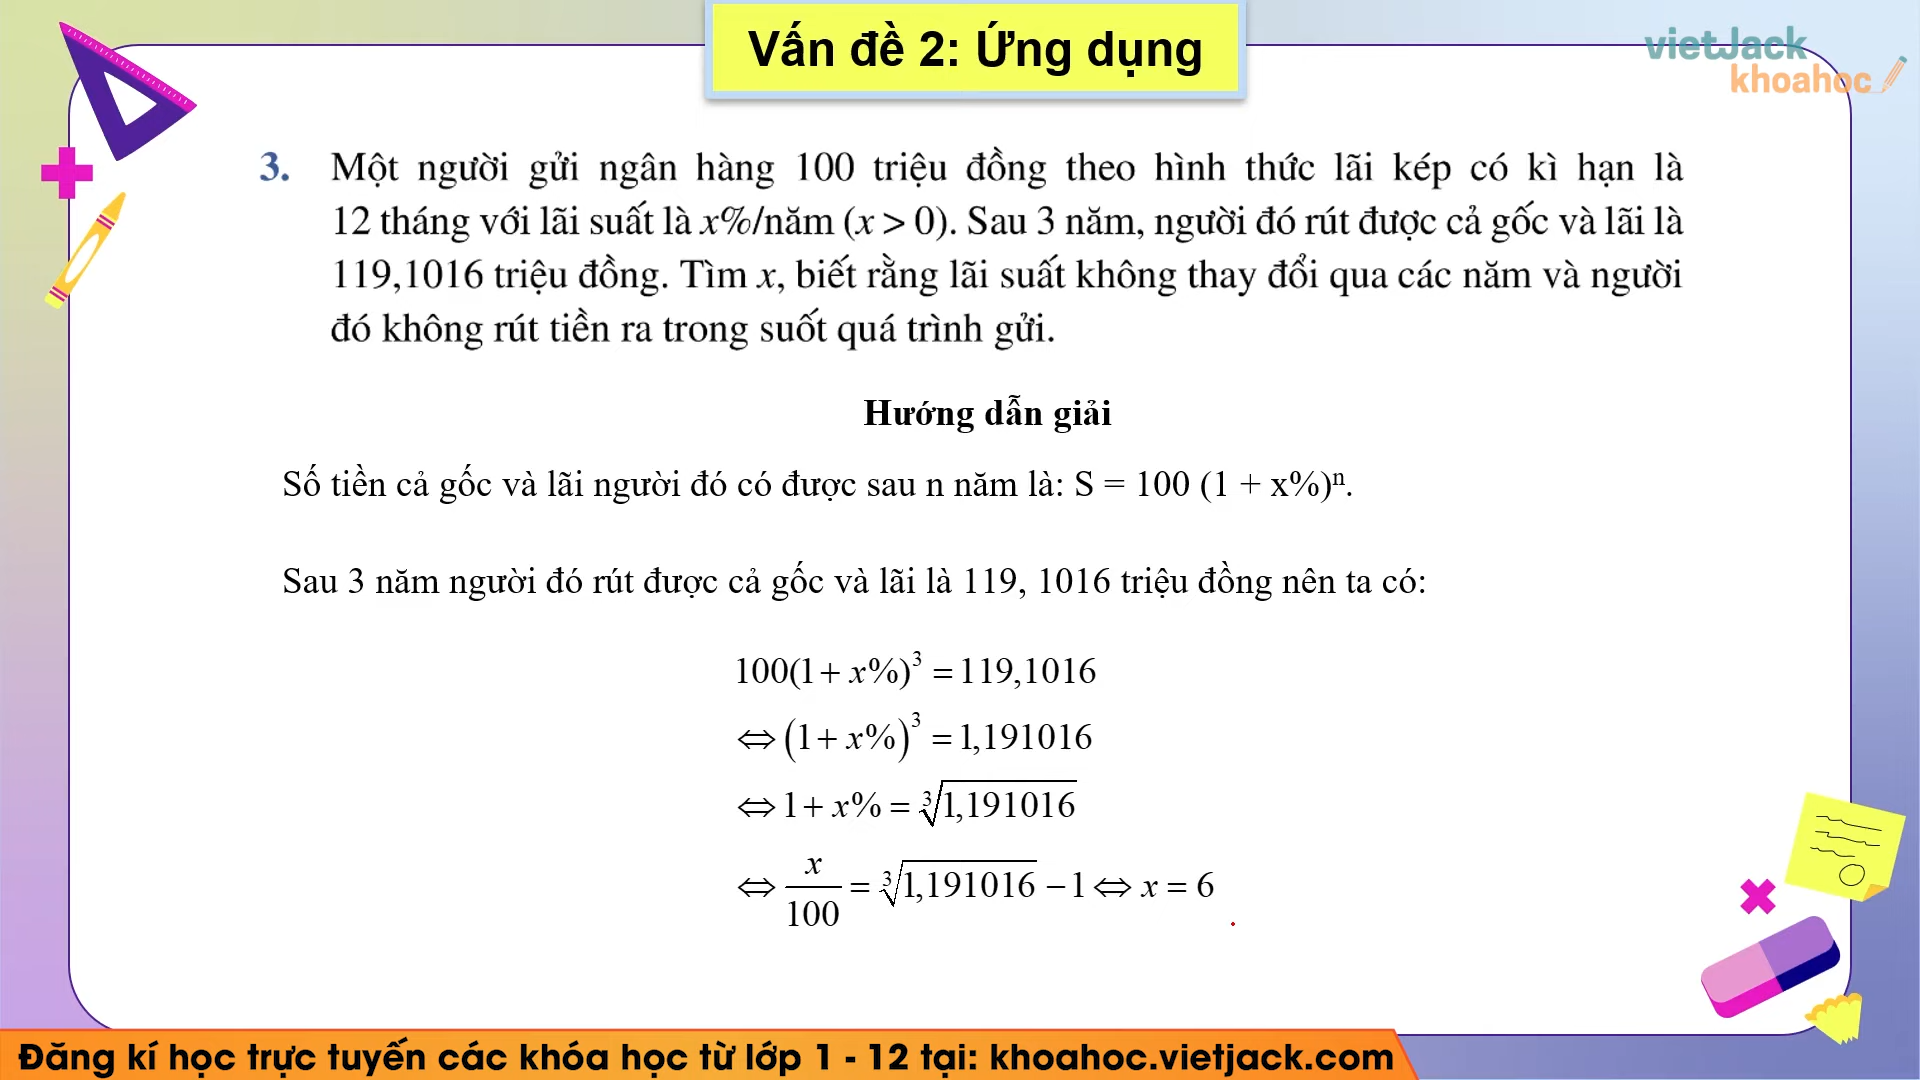 Vấn đề 2: Ứng dụng
vietJack
khoahoc
3. Một người gửi ngân hàng 100 triệu đồng theo hình thức lãi kép có kì hạn là
12 tháng với lãi suất là x%/năm (x > 0). Sau 3 năm, người đó rút được cả gốc và lãi là
119,1016 triệu đồng. Tìm x, biết rằng lãi suất không thay đổi qua các năm và người
đó không rút tiền ra trong suốt quá trình gửi.
Hướng dẫn giải
Số tiền cả gốc và lãi người đó có được sau n năm là: S = 100 (1 + x%)ⁿ.
Sau 3 năm người đó rút được cả gốc và lãi là 119, 1016 triệu đồng nên ta có:
100(1 + x%)³ = 119,1016
⇔ (1 + x%)³ = 1,191016
⇔ 1 + x% = ∛1,191016
⇔ x/100 = ∛1,191016 − 1 ⇔ x = 6
Đăng kí học trực tuyến các khóa học từ lớp 1 - 12 tại: khoahoc.vietjack.com